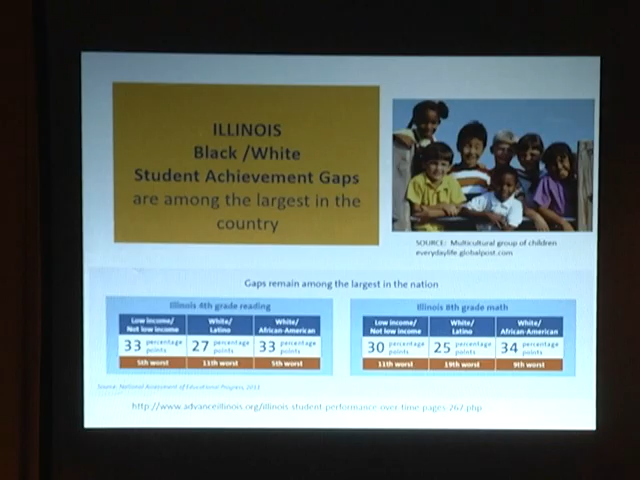 ILLINOIS
Black /White
Student Achievement Gaps
are among the largest in the
country
SOURCE: Multicultural group of children
everydaylife.globalpost.com
Gaps remain among the largest in the nation
Illinois 4th grade reading
Low income/ Not low income
White/ Latino
White/ African-American
33 percentage points
27 percentage points
33 percentage points
5th worst
11th worst
5th worst
Illinois 8th grade math
Low income/ Not low income
White/ Latino
White/ African-American
30 percentage points
25 percentage points
34 percentage points
11th worst
19th worst
9th worst
Source: National Assessment of Educational Progress, 2011
http://www.advanceillinois.org/illinois-student-performance-over-time-pages-267.php